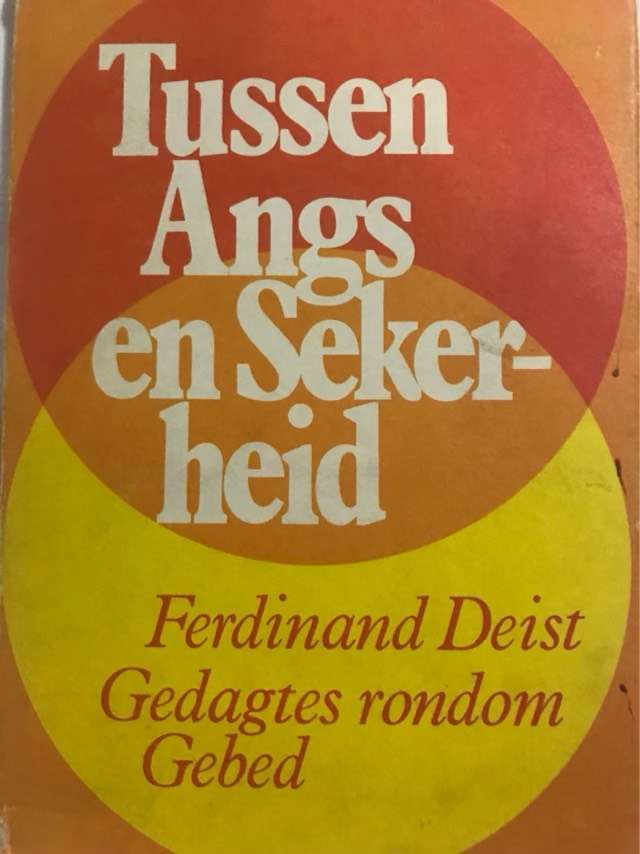 Tussen
Angs
en Seker-
heid
Ferdinand Deist
Gedagtes rondom
Gebed